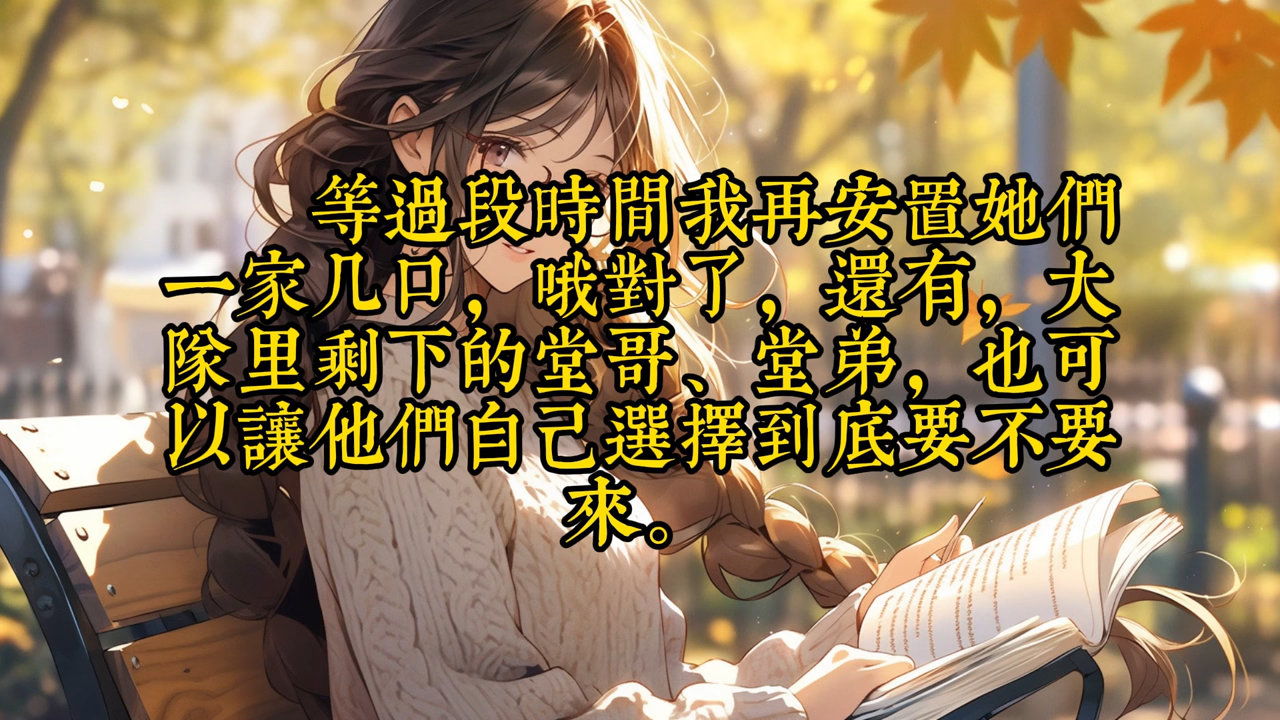 等過段時間我再安置她們
一家几口，哦對了，還有，大
隊里剩下的堂哥、堂弟，也可
以讓他們自己選擇到底要不要
來。